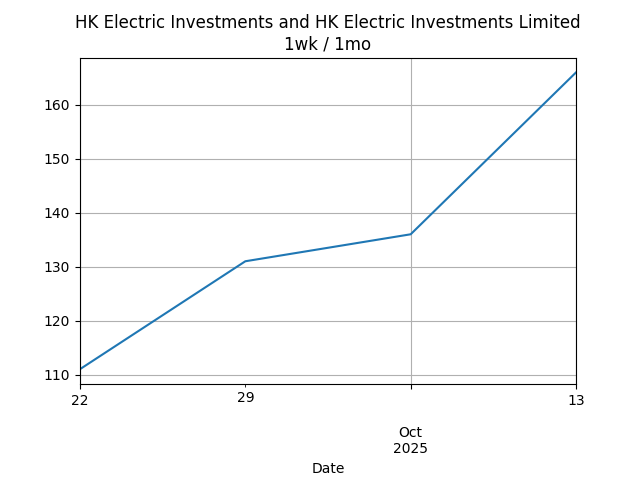 HK Electric Investments and HK Electric Investments Limited
1wk / 1mo
160
150
140
130
120
110
22
29
13
Oct
2025
Date